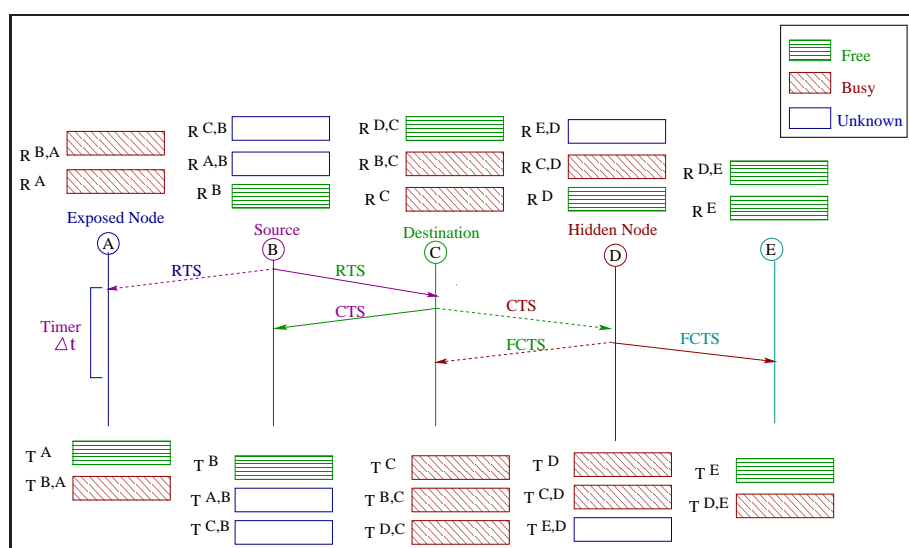 Free
Busy
Unknown
R B,A
R A
R C,B
R A,B
R B
R D,C
R B,C
R C
R E,D
R C,D
R D
R D,E
R E
Exposed Node
Source
Destination
Hidden Node
A
B
C
D
E
RTS
RTS
CTS
CTS
Timer
△t
FCTS
FCTS
T A
T B,A
T B
T A,B
T C,B
T C
T B,C
T D,C
T D
T C,D
T E,D
T E
T D,E